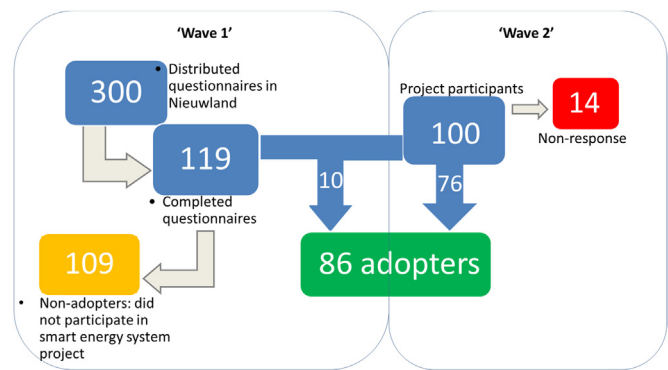 ‘Wave 1’
‘Wave 2’
300
• Distributed
questionnaires in
Nieuwland
119
• Completed
questionnaires
109
• Non-adopters: did
not participate in
smart energy system
project
10
Project participants
100
14
Non-response
76
86 adopters